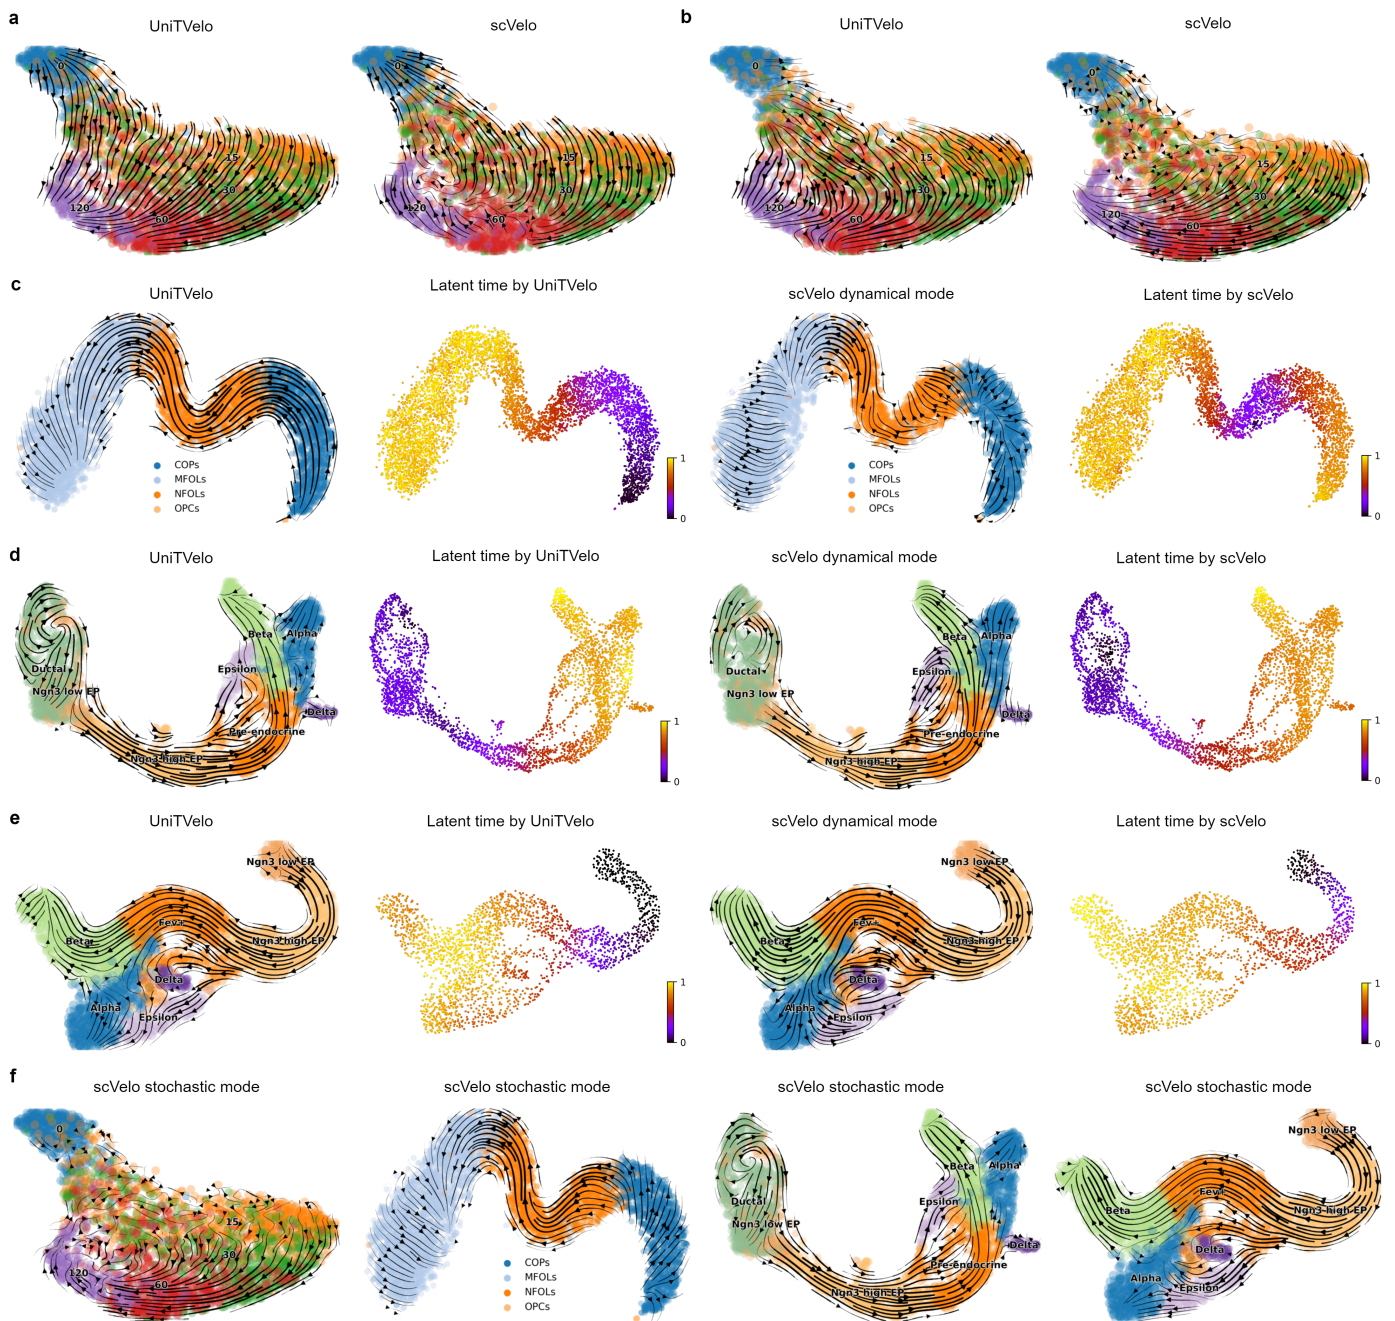 a
UniTVelo
scVelo
b
UniTVelo
scVelo
0
15
30
60
120
0
15
30
60
120
0
15
30
60
120
0
15
30
60
120
c
UniTVelo
Latent time by UniTVelo
scVelo dynamical mode
Latent time by scVelo
COPs
MFOLs
NFOLs
OPCs
1
0
COPs
MFOLs
NFOLs
OPCs
1
0
d
UniTVelo
Latent time by UniTVelo
scVelo dynamical mode
Latent time by scVelo
Beta
Alpha
Ductal
Epsilon
Ngn3 low EP
Delta
Pre-endocrine
Ngn3 high EP
1
0
Beta
Alpha
Ductal
Epsilon
Ngn3 low EP
Delta
Pre-endocrine
Ngn3 high EP
1
0
e
UniTVelo
Latent time by UniTVelo
scVelo dynamical mode
Latent time by scVelo
Ngn3 low EP
Fev+
Beta
Ngn3 high EP
Delta
Alpha
Epsilon
1
0
Ngn3 low EP
Fev+
Beta
Ngn3 high EP
Delta
Alpha
Epsilon
1
0
f
scVelo stochastic mode
scVelo stochastic mode
scVelo stochastic mode
scVelo stochastic mode
0
15
30
60
120
COPs
MFOLs
NFOLs
OPCs
Beta
Alpha
Ductal
Epsilon
Ngn3 low EP
Delta
Pre-endocrine
Ngn3 high EP
Ngn3 low EP
Fev+
Beta
Ngn3 high EP
Delta
Alpha
Epsilon